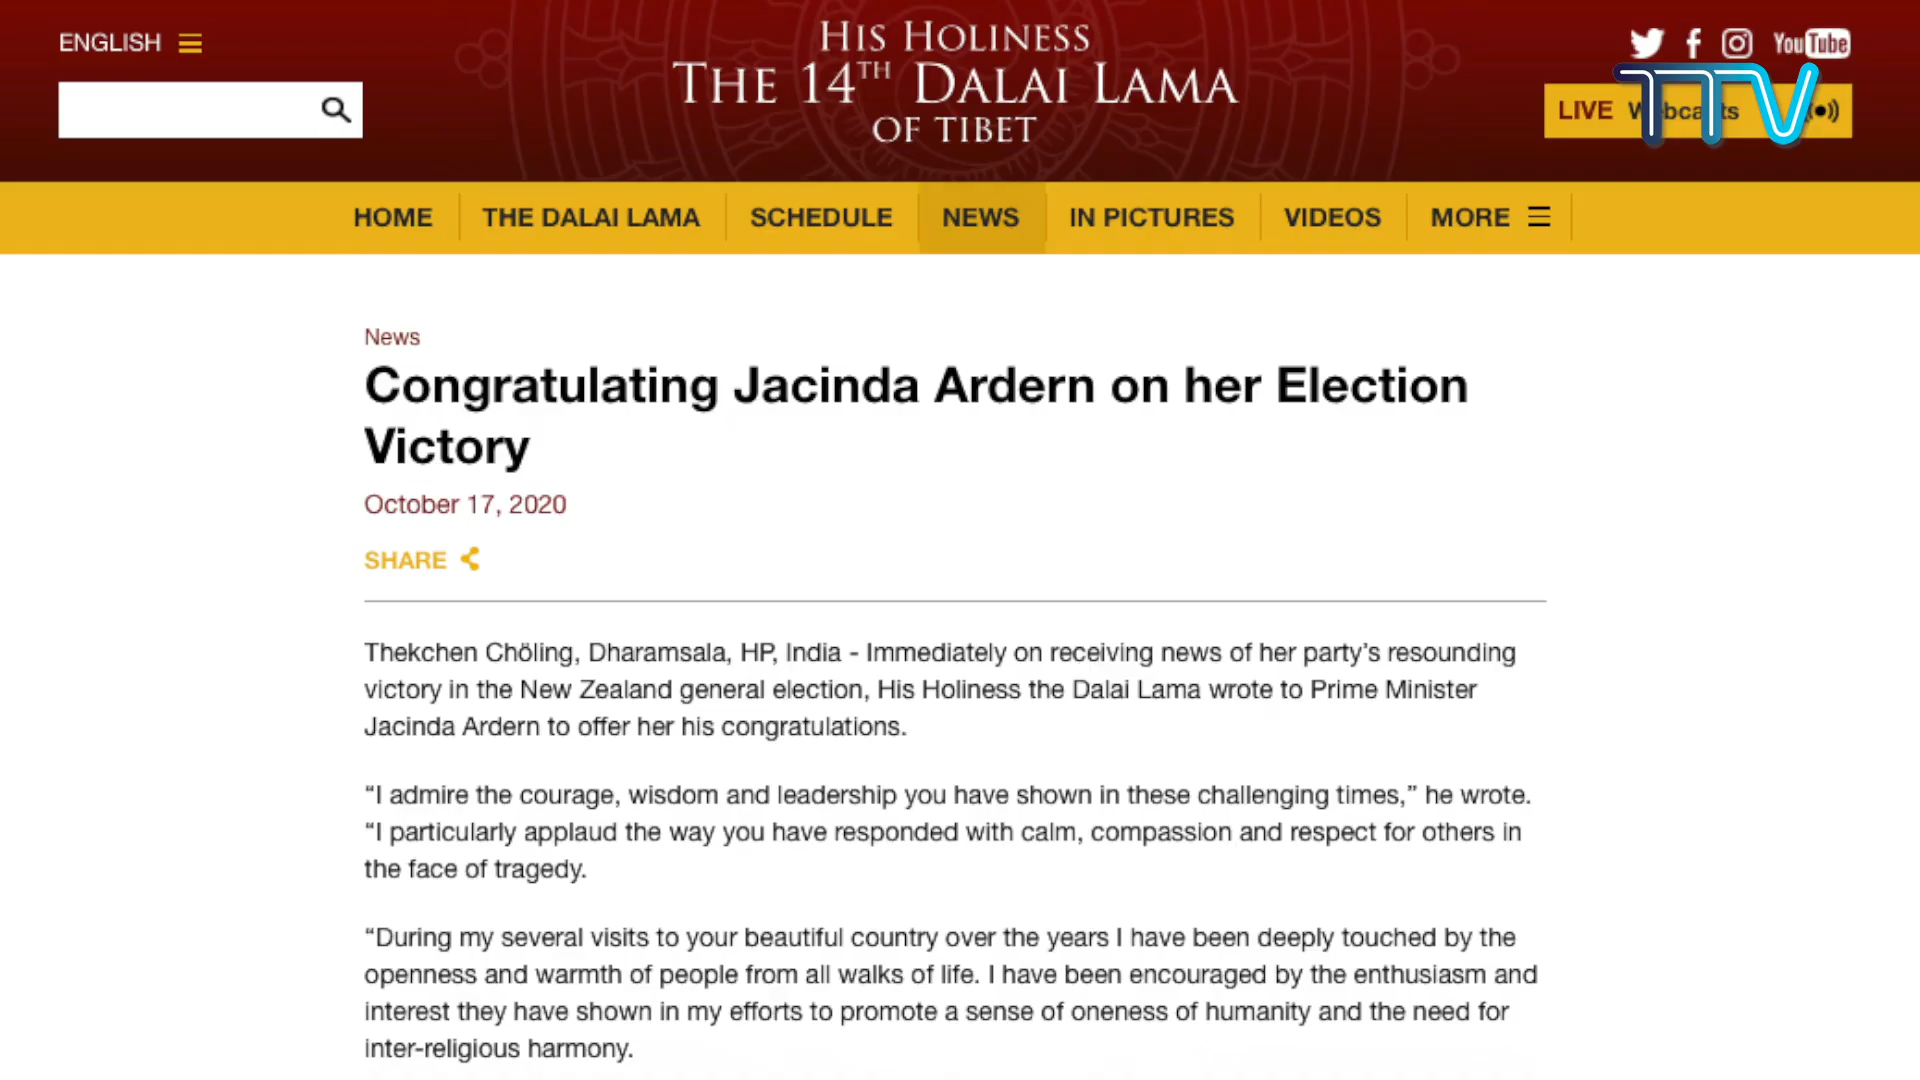 ENGLISH
HIS HOLINESS
THE 14TH DALAI LAMA
OF TIBET
YouTube
LIVE Webcasts
TTV
HOME
THE DALAI LAMA
SCHEDULE
NEWS
IN PICTURES
VIDEOS
MORE
News
Congratulating Jacinda Ardern on her Election
Victory
October 17, 2020
SHARE
Thekchen Chöling, Dharamsala, HP, India - Immediately on receiving news of her party’s resounding
victory in the New Zealand general election, His Holiness the Dalai Lama wrote to Prime Minister
Jacinda Ardern to offer her his congratulations.
“I admire the courage, wisdom and leadership you have shown in these challenging times,” he wrote.
“I particularly applaud the way you have responded with calm, compassion and respect for others in
the face of tragedy.
“During my several visits to your beautiful country over the years I have been deeply touched by the
openness and warmth of people from all walks of life. I have been encouraged by the enthusiasm and
interest they have shown in my efforts to promote a sense of oneness of humanity and the need for
inter-religious harmony.